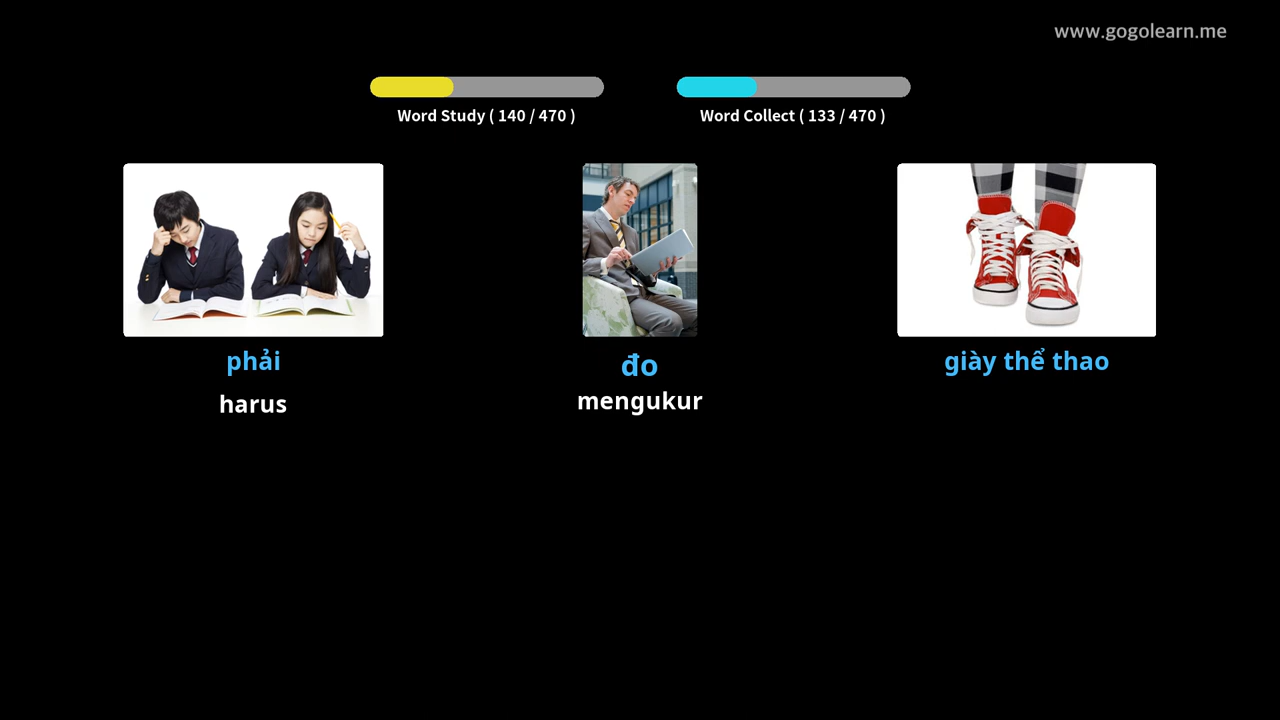 www.gogolearn.me
Word Study ( 140 / 470 )
Word Collect ( 133 / 470 )
phải
harus
đo
mengukur
giày thể thao